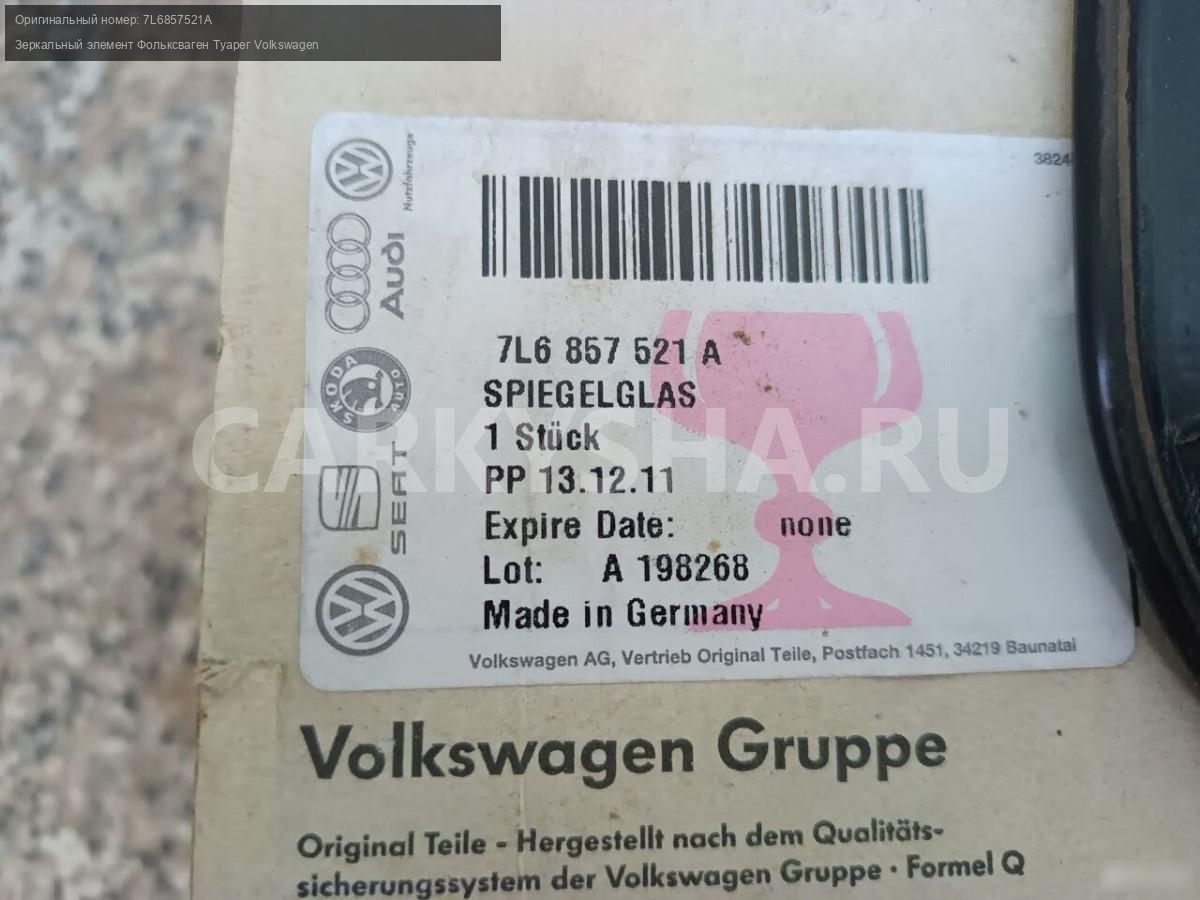 Оригинальный номер: 7L6857521A
Зеркальный элемент Фольксваген Туарег Volkswagen
3824
Nutzfahrzeuge
Audi
SKODA
AUTO
SEAT
7L6 857 521 A
SPIEGELGLAS
1 Stück
CARKYSHA.RU
PP 13.12.11
Expire Date: none
Lot: A 198268
Made in Germany
Volkswagen AG, Vertrieb Original Teile, Postfach 1451, 34219 Baunatal
Volkswagen Gruppe
Original Teile - Hergestellt nach dem Qualitäts-
sicherungssystem der Volkswagen Gruppe · Formel Q